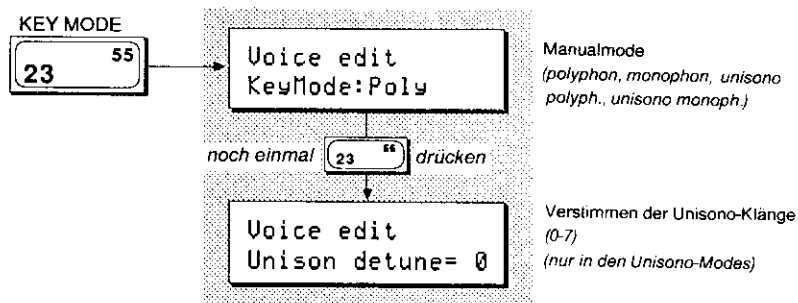 KEY MODE
23 55
Voice edit
KeyMode:Poly
Manualmode
(polyphon, monophon, unisono
polyph., unisono monoph.)
noch einmal 23 55 drücken
Voice edit
Unison detune= 0
Verstimmen der Unisono-Klänge
(0-7)
(nur in den Unisono-Modes)